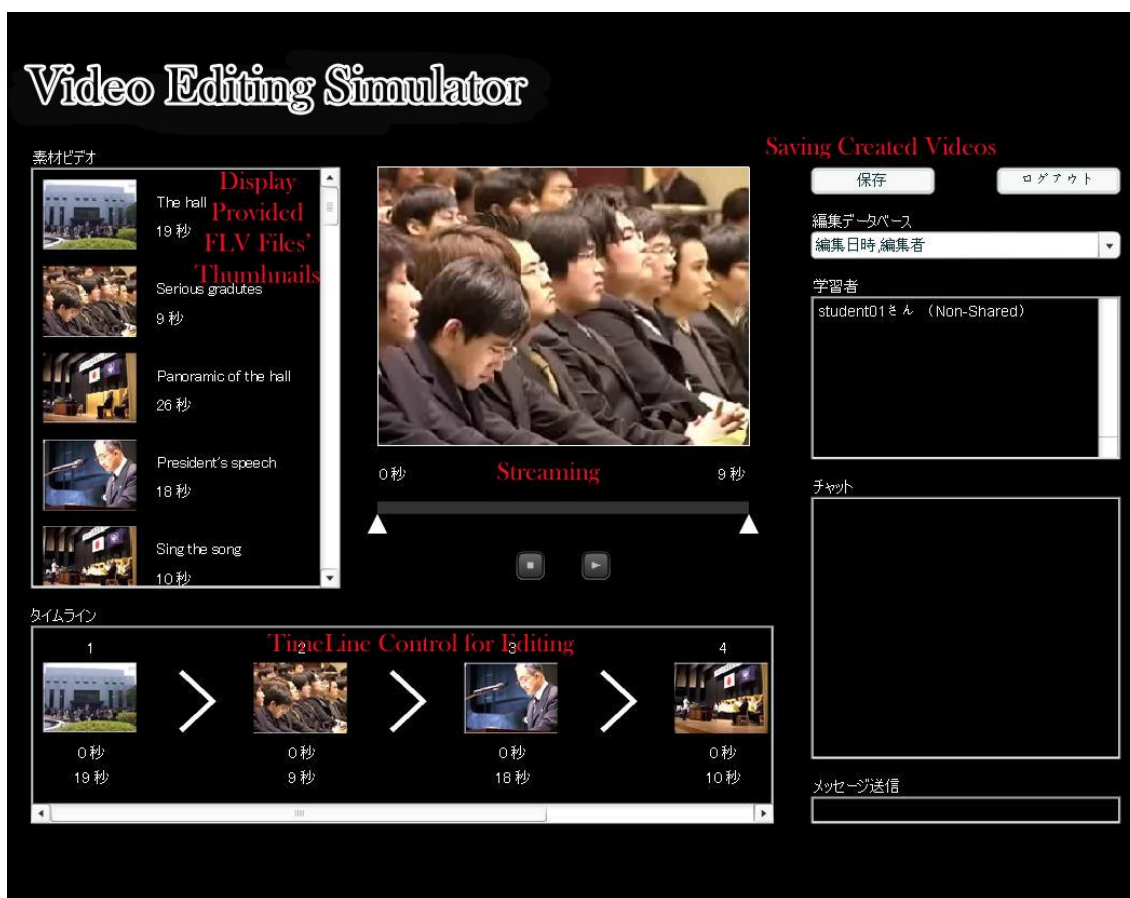 Video Editing Simulator
素材ビデオ
Display
Provided
FLV Files'
Thumhnails
The hall
19 秒
Serious gradutes
9 秒
Panoramic of the hall
26 秒
President's speech
18 秒
Sing the song
10 秒
0 秒
Streaming
9 秒
Saving Created Videos
保存
ログアウト
編集データベース
編集日時,編集者
学習者
student01さん (Non-Shared)
チャット
メッセージ送信
タイムライン
TimeLine Control for Editing
1
2
3
4
0 秒
0 秒
0 秒
0 秒
19 秒
9 秒
18 秒
10 秒